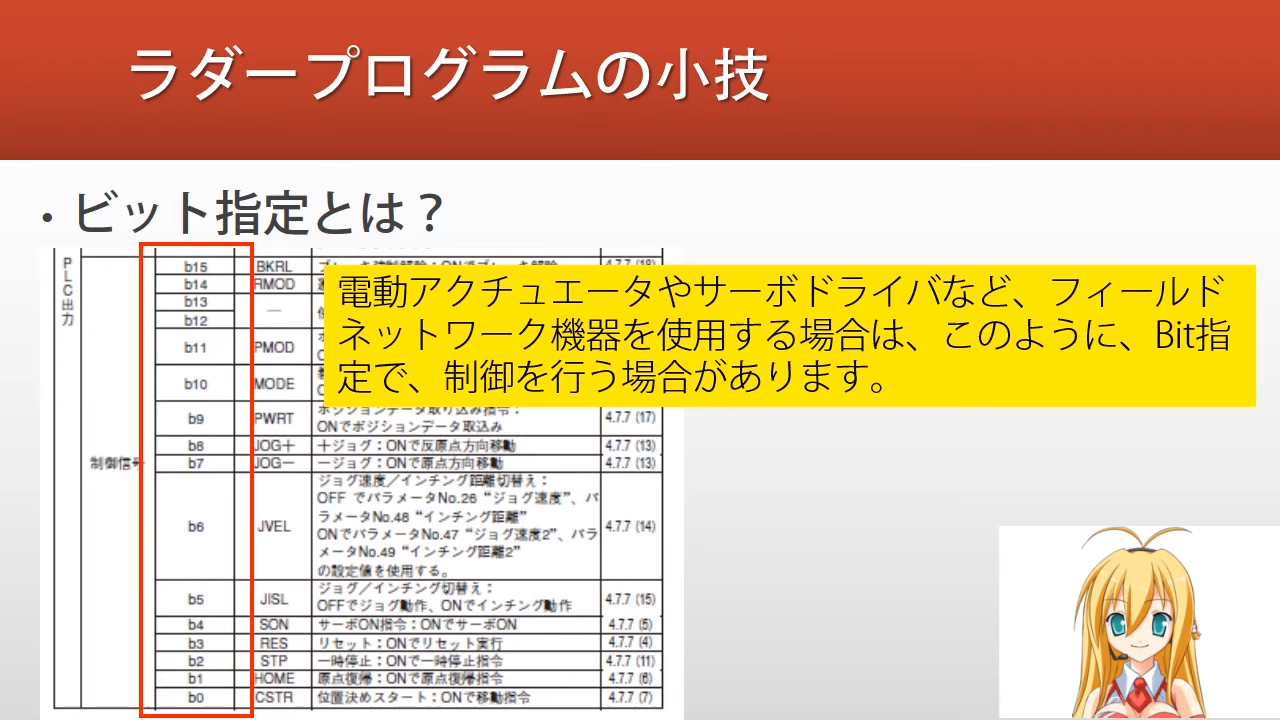 ラダープログラムの小技
・ビット指定とは？
電動アクチュエータやサーボドライバなど、フィールド
ネットワーク機器を使用する場合は、このように、Bit指
定で、制御を行う場合があります。
PLC出力
制御信号
b15 BKRL
b14 RMOD
b13 —
b12
b11 PMOD
b10 MODE
b9 PWRT ポジションデータ取り込み指令： 4.7.7 (17)
ONでポジションデータ取込み
b8 JOG＋ ＋ジョグ：ONで反原点方向移動 4.7.7 (13)
b7 JOGー －ジョグ：ONで原点方向移動 4.7.7 (13)
b6 JVEL ジョグ速度／インチング距離切替え： 4.7.7 (14)
OFF でパラメータNo.26 “ジョグ速度”、パ
ラメータNo.48 “インチング距離”
ONでパラメータNo.47 “ジョグ速度2”、パラ
メータNo.49 “インチング距離2”
の設定値を使用する。
b5 JISL ジョグ／インチング切替え： 4.7.7 (15)
OFFでジョグ動作、ONでインチング動作
b4 SON サーボON指令：ONでサーボON 4.7.7 (5)
b3 RES リセット：ONでリセット実行 4.7.7 (4)
b2 STP 一時停止：ONで一時停止指令 4.7.7 (11)
b1 HOME 原点復帰：ONで原点復帰指令 4.7.7 (6)
b0 CSTR 位置決めスタート：ONで移動指令 4.7.7 (7)